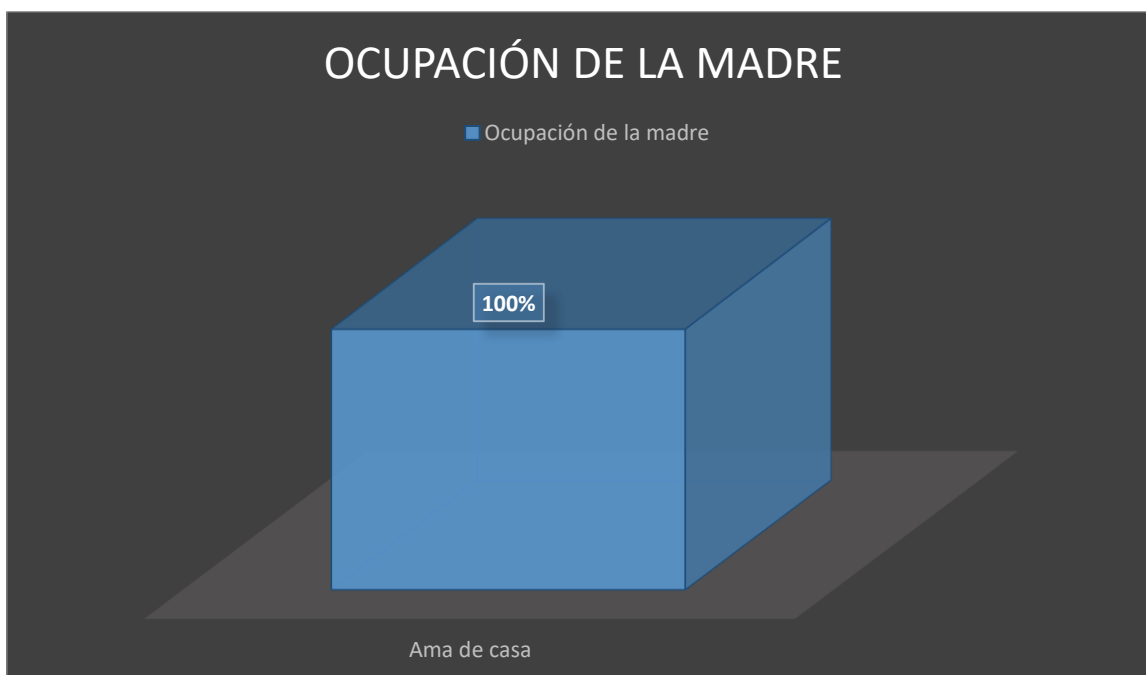 OCUPACIÓN DE LA MADRE
Ocupación de la madre
100%
Ama de casa